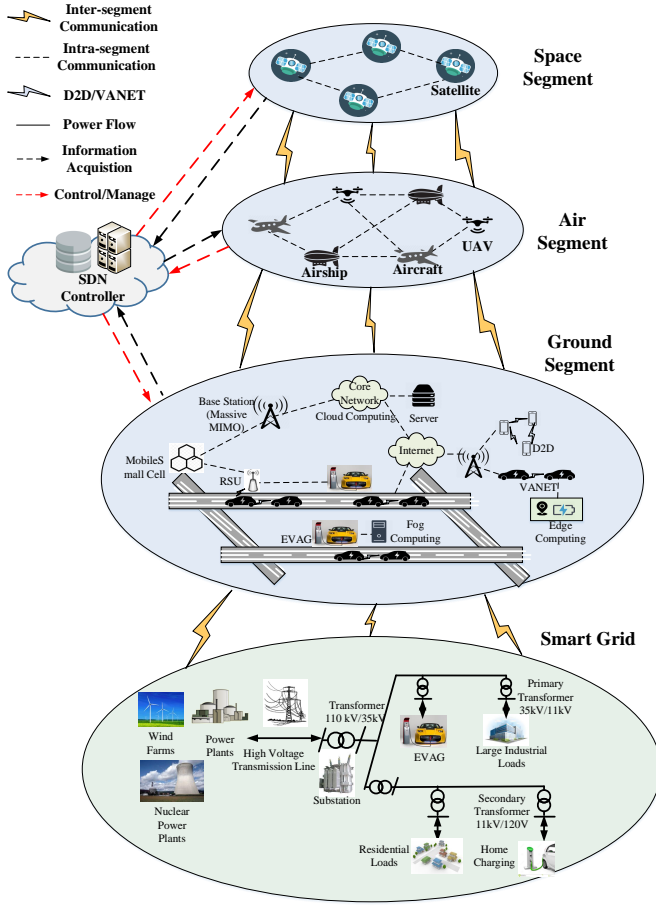 Inter-segment
Communication
Intra-segment
Communication
D2D/VANET
Power Flow
Information
Acquistion
Control/Manage
Space
Segment
Satellite
Air
Segment
UAV
Airship
Aircraft
SDN
Controller
Ground
Segment
Base Station
(Massive
MIMO)
Core
Network
Cloud Computing
Server
Internet
D2D
MobileS
mall Cell
RSU
VANET
EVAG
Fog
Computing
Edge
Computing
Smart Grid
Wind
Farms
Power
Plants
High Voltage
Transmission Line
Transformer
110 kV/35kV
Primary
Transformer
35kV/11kV
EVAG
Large Industrial
Loads
Nuclear
Power
Plants
Substation
Secondary
Transformer
11kV/120V
Residential
Loads
Home
Charging